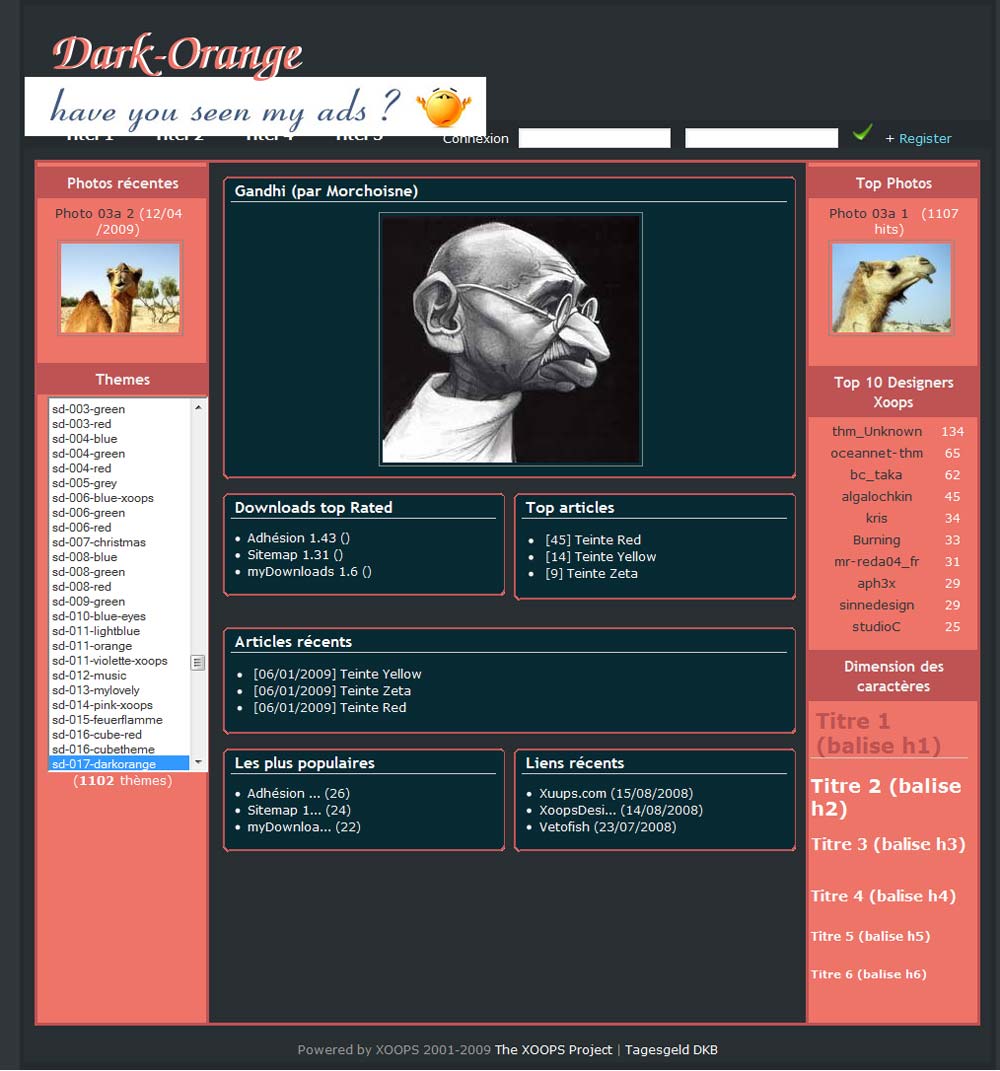 Dark-Orange
have you seen my ads ?
Titel 1 Titel 2 Titel 4 Titel 5
Connexion
+ Register
Photos récentes
Photo 03a 2 (12/04
/2009)
Themes
sd-003-green
sd-003-red
sd-004-blue
sd-004-green
sd-004-red
sd-005-grey
sd-006-blue-xoops
sd-006-green
sd-006-red
sd-007-christmas
sd-008-blue
sd-008-green
sd-008-red
sd-009-green
sd-010-blue-eyes
sd-011-lightblue
sd-011-orange
sd-011-violette-xoops
sd-012-music
sd-013-mylovely
sd-014-pink-xoops
sd-015-feuerflamme
sd-016-cube-red
sd-016-cubetheme
sd-017-darkorange
(1102 thèmes)
Gandhi (par Morchoisne)
Downloads top Rated
Adhésion 1.43 ()
Sitemap 1.31 ()
myDownloads 1.6 ()
Top articles
[45] Teinte Red
[14] Teinte Yellow
[9] Teinte Zeta
Articles récents
[06/01/2009] Teinte Yellow
[06/01/2009] Teinte Zeta
[06/01/2009] Teinte Red
Les plus populaires
Adhésion ... (26)
Sitemap 1... (24)
myDownloa... (22)
Liens récents
Xuups.com (15/08/2008)
XoopsDesi... (14/08/2008)
Vetofish (23/07/2008)
Top Photos
Photo 03a 1 (1107
hits)
Top 10 Designers
Xoops
thm_Unknown 134
oceannet-thm 65
bc_taka 62
algalochkin 45
kris 34
Burning 33
mr-reda04_fr 31
aph3x 29
sinnedesign 29
studioC 25
Dimension des
caractères
Titre 1
(balise h1)
Titre 2 (balise
h2)
Titre 3 (balise h3)
Titre 4 (balise h4)
Titre 5 (balise h5)
Titre 6 (balise h6)
Powered by XOOPS 2001-2009 The XOOPS Project | Tagesgeld DKB